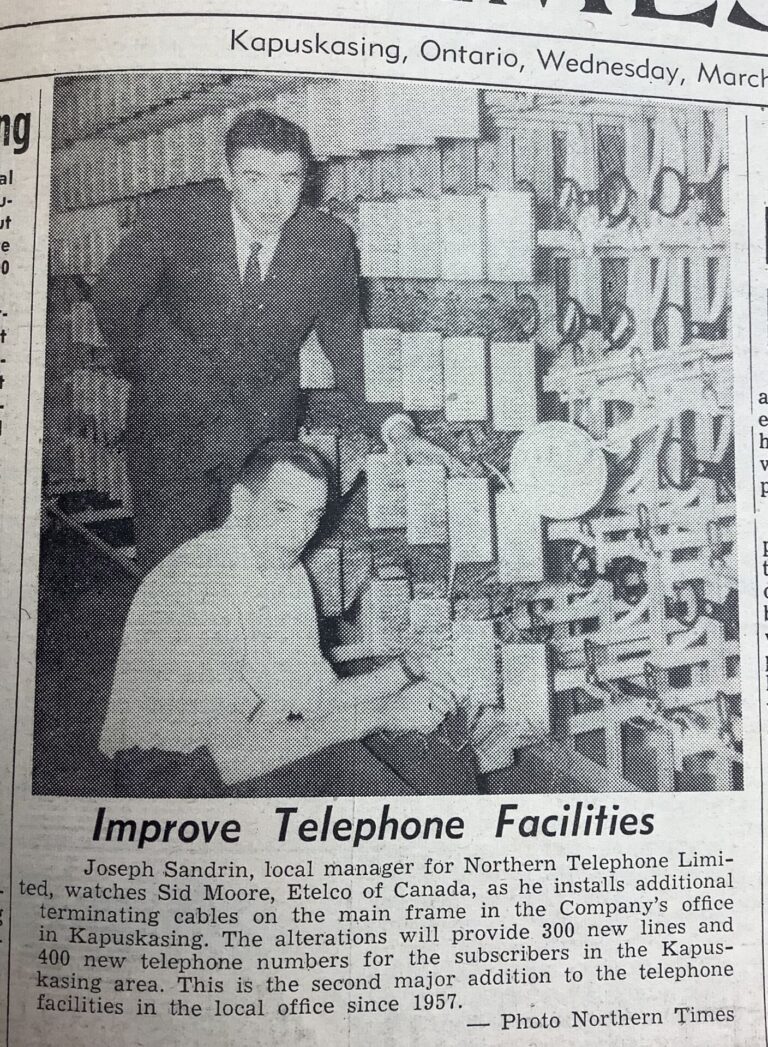 Kapuskasing, Ontario, Wednesday, March
Improve Telephone Facilities
Joseph Sandrin, local manager for Northern Telephone Limi-
ted, watches Sid Moore, Etelco of Canada, as he installs additional
terminating cables on the main frame in the Company's office
in Kapuskasing. The alterations will provide 300 new lines and
400 new telephone numbers for the subscribers in the Kapus-
kasing area. This is the second major addition to the telephone
facilities in the local office since 1957.
— Photo Northern Times